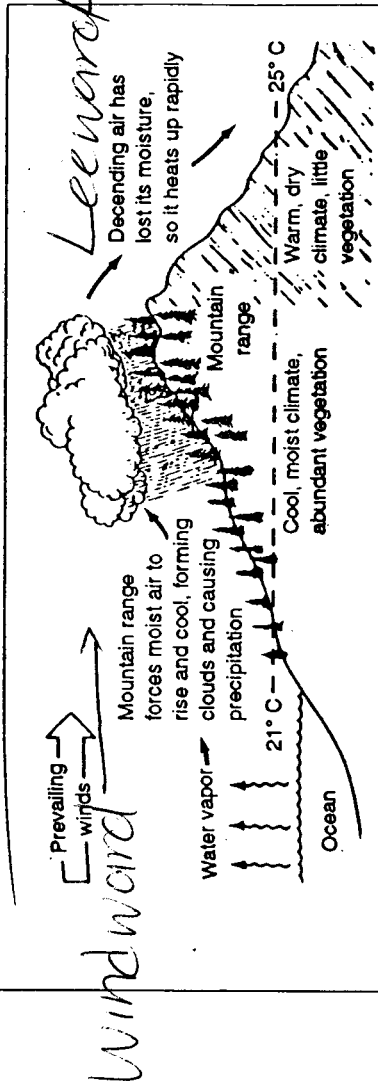 Windward
Prevailing
winds
Leeward
Decending air has
lost its moisture,
so it heats up rapidly
Mountain range
forces moist air to
rise and cool, forming
clouds and causing
precipitation
Water vapor
Mountain
range
21° C
25° C
Ocean
Cool, moist climate,
abundant vegetation
Warm, dry
climate, little
vegetation